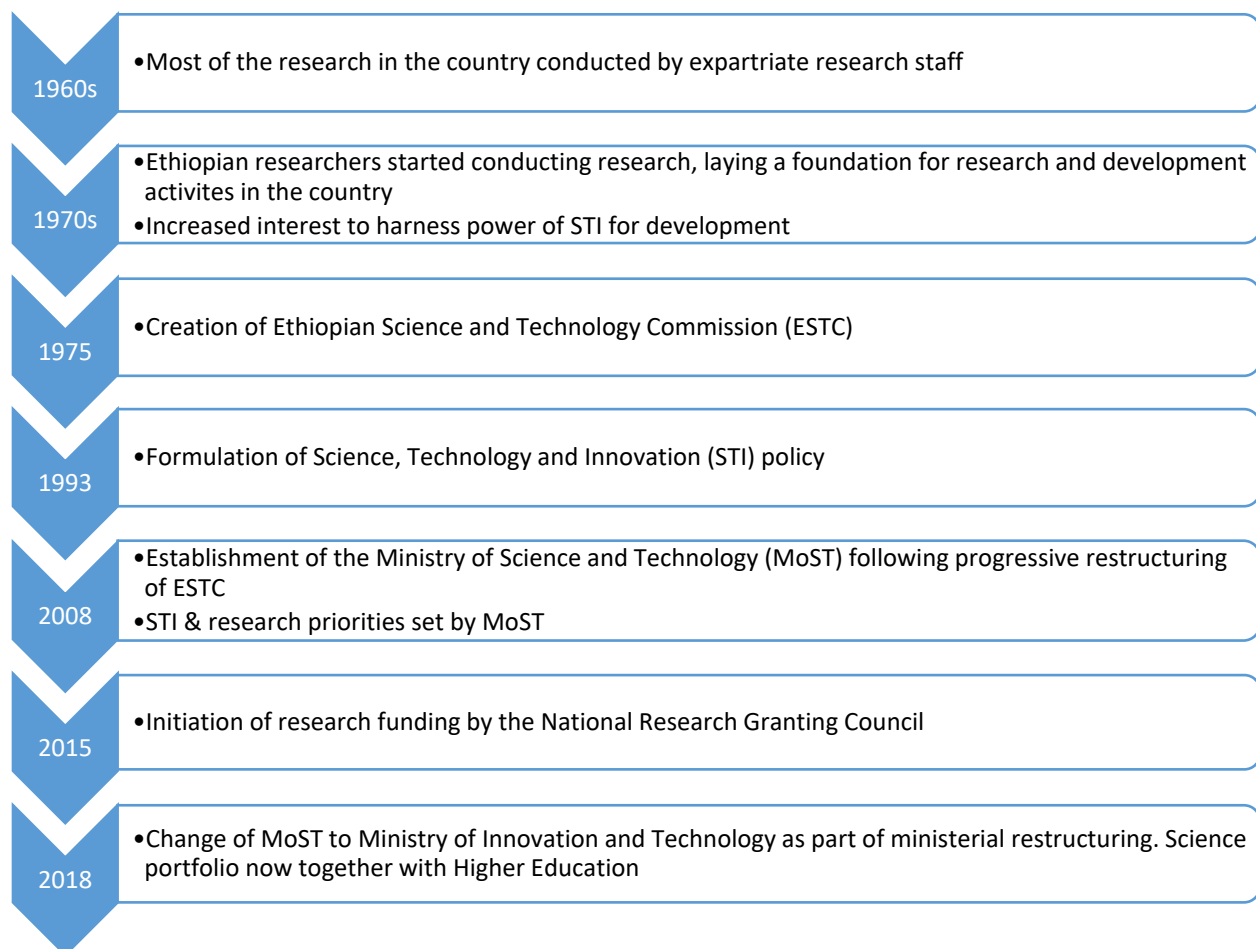 1960s
•Most of the research in the country conducted by expartriate research staff
1970s
•Ethiopian researchers started conducting research, laying a foundation for research and development
activites in the country
•Increased interest to harness power of STI for development
1975
•Creation of Ethiopian Science and Technology Commission (ESTC)
1993
•Formulation of Science, Technology and Innovation (STI) policy
2008
•Establishment of the Ministry of Science and Technology (MoST) following progressive restructuring
of ESTC
•STI & research priorities set by MoST
2015
•Initiation of research funding by the National Research Granting Council
2018
•Change of MoST to Ministry of Innovation and Technology as part of ministerial restructuring. Science
portfolio now together with Higher Education